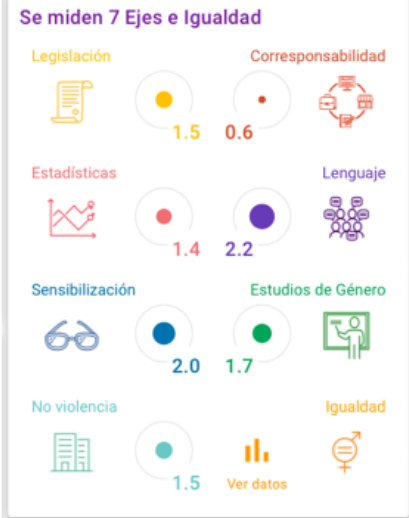 Se miden 7 Ejes e Igualdad
Legislación Corresponsabilidad
1.5 0.6
Estadísticas Lenguaje
1.4 2.2
Sensibilización Estudios de Género
2.0 1.7
No violencia Igualdad
1.5 Ver datos